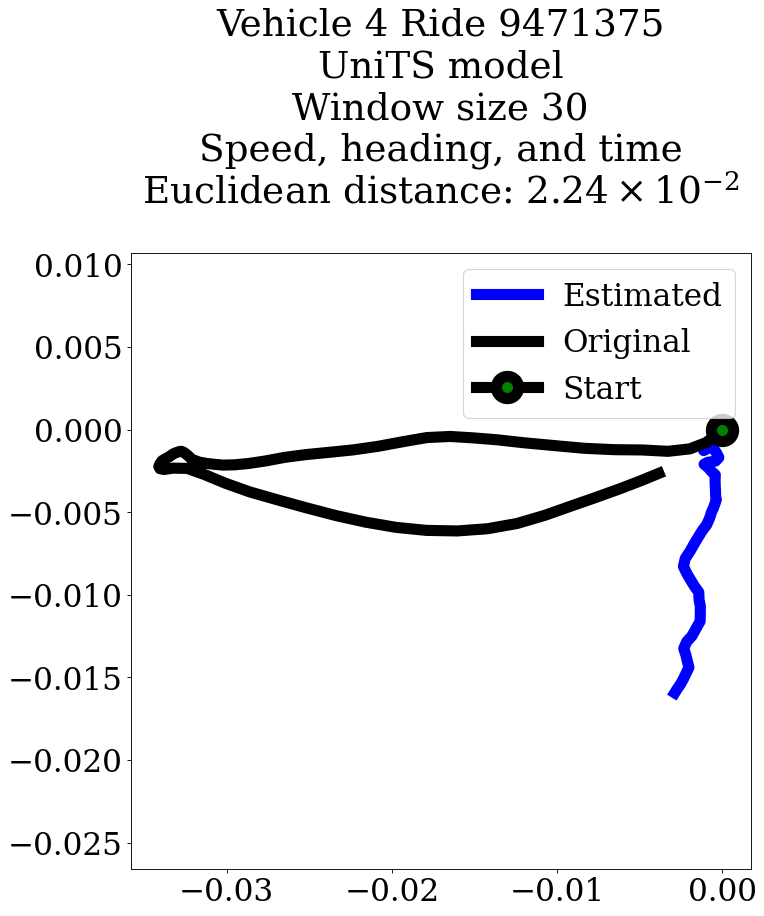 Vehicle 4 Ride 9471375
UniTS model
Window size 30
Speed, heading, and time
Euclidean distance: 2.24 × 10⁻²
0.010
0.005
0.000
−0.005
−0.010
−0.015
−0.020
−0.025
Estimated
Original
Start
−0.03 −0.02 −0.01 0.00